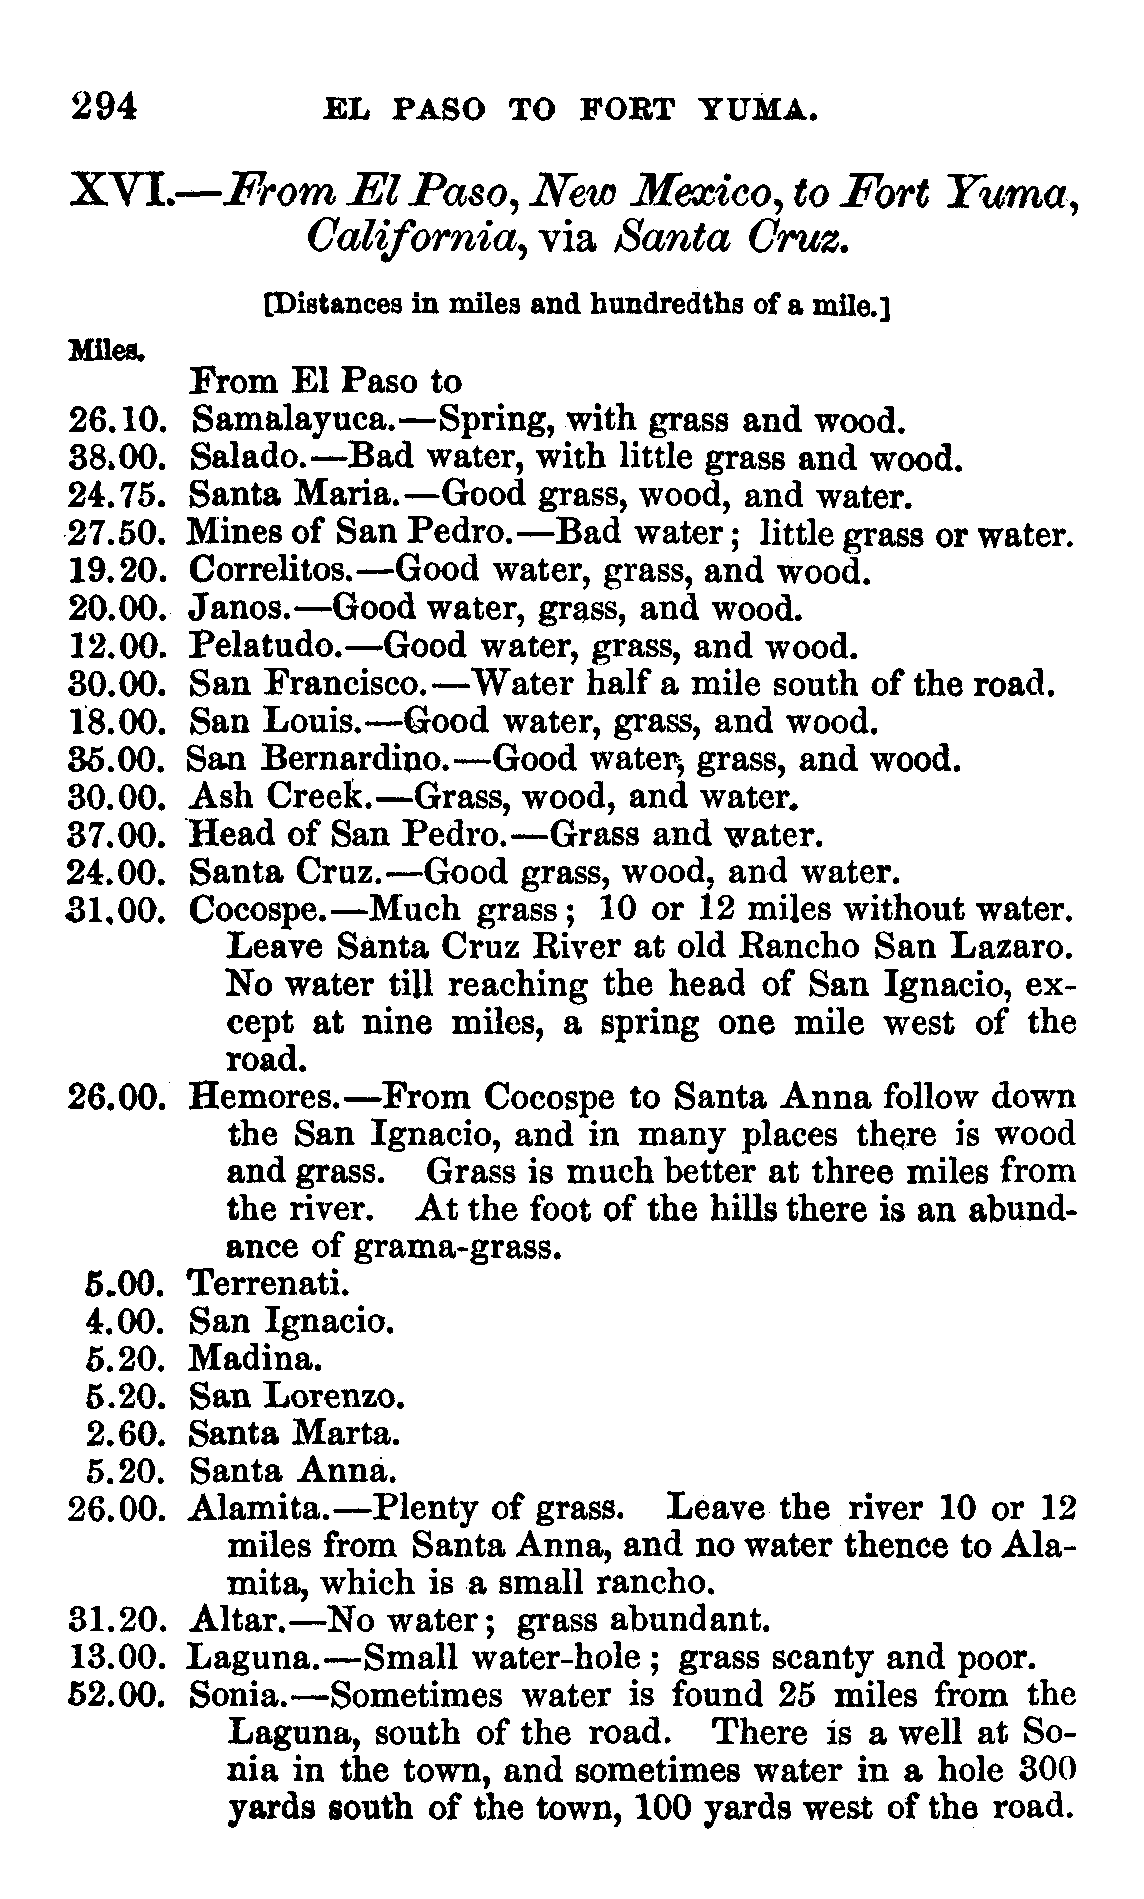 294 EL PASO TO FORT YUMA.
XVI.—From El Paso, New Mexico, to Fort Yuma,
California, via Santa Cruz.
[Distances in miles and hundredths of a mile.]
Miles.
From El Paso to
26.10. Samalayuca.—Spring, with grass and wood.
38.00. Salado.—Bad water, with little grass and wood.
24.75. Santa Maria.—Good grass, wood, and water.
27.50. Mines of San Pedro.—Bad water; little grass or water.
19.20. Correlitos.—Good water, grass, and wood.
20.00. Janos.—Good water, grass, and wood.
12.00. Pelatudo.—Good water, grass, and wood.
30.00. San Francisco.—Water half a mile south of the road.
18.00. San Louis.—Good water, grass, and wood.
35.00. San Bernardino.—Good water, grass, and wood.
30.00. Ash Creek.—Grass, wood, and water.
37.00. Head of San Pedro.—Grass and water.
24.00. Santa Cruz.—Good grass, wood, and water.
31.00. Cocospe.—Much grass; 10 or 12 miles without water.
Leave Santa Cruz River at old Rancho San Lazaro.
No water till reaching the head of San Ignacio, ex-
cept at nine miles, a spring one mile west of the
road.
26.00. Hemores.—From Cocospe to Santa Anna follow down
the San Ignacio, and in many places there is wood
and grass. Grass is much better at three miles from
the river. At the foot of the hills there is an abund-
ance of grama-grass.
5.00. Terrenati.
4.00. San Ignacio.
5.20. Madina.
5.20. San Lorenzo.
2.60. Santa Marta.
5.20. Santa Anna.
26.00. Alamita.—Plenty of grass. Leave the river 10 or 12
miles from Santa Anna, and no water thence to Ala-
mita, which is a small rancho.
31.20. Altar.—No water; grass abundant.
13.00. Laguna.—Small water-hole; grass scanty and poor.
52.00. Sonia.—Sometimes water is found 25 miles from the
Laguna, south of the road. There is a well at So-
nia in the town, and sometimes water in a hole 300
yards south of the town, 100 yards west of the road.